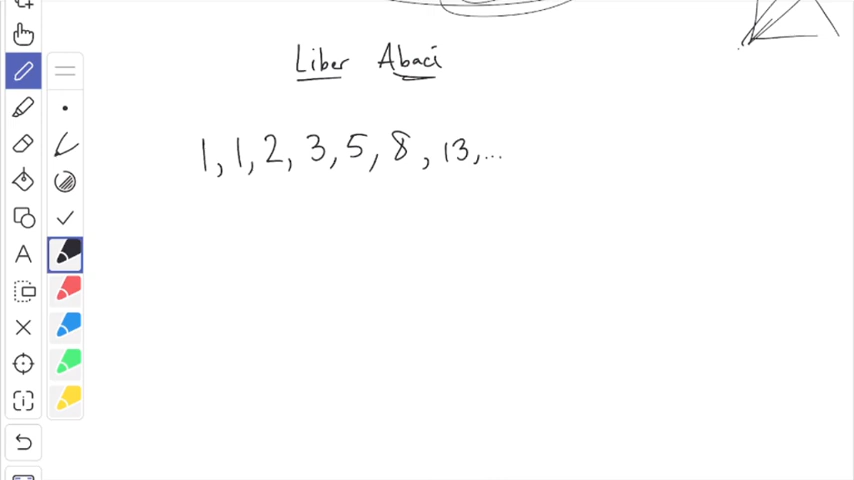 Liber Abaci
1, 1, 2, 3, 5, 8, 13,...